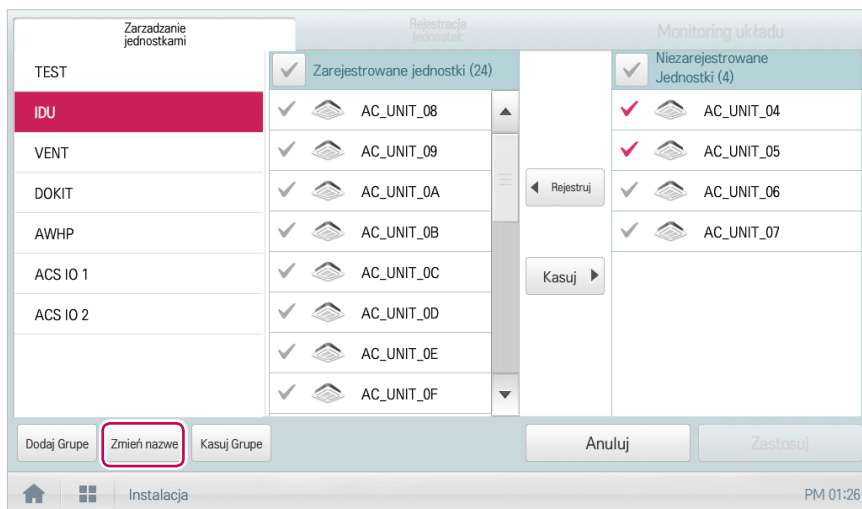 Zarzadzanie
jednostkami
Rejestracja
jednostek
Monitoring układu
TEST
IDU
VENT
DOKIT
AWHP
ACS IO 1
ACS IO 2
Zarejestrowane jednostki (24)
AC_UNIT_08
AC_UNIT_09
AC_UNIT_0A
AC_UNIT_0B
AC_UNIT_0C
AC_UNIT_0D
AC_UNIT_0E
AC_UNIT_0F
Rejestruj
Kasuj
Niezarejestrowane
Jednostki (4)
AC_UNIT_04
AC_UNIT_05
AC_UNIT_06
AC_UNIT_07
Dodaj Grupe
Zmień nazwe
Kasuj Grupe
Anuluj
Zastosuj
Instalacja
PM 01:26